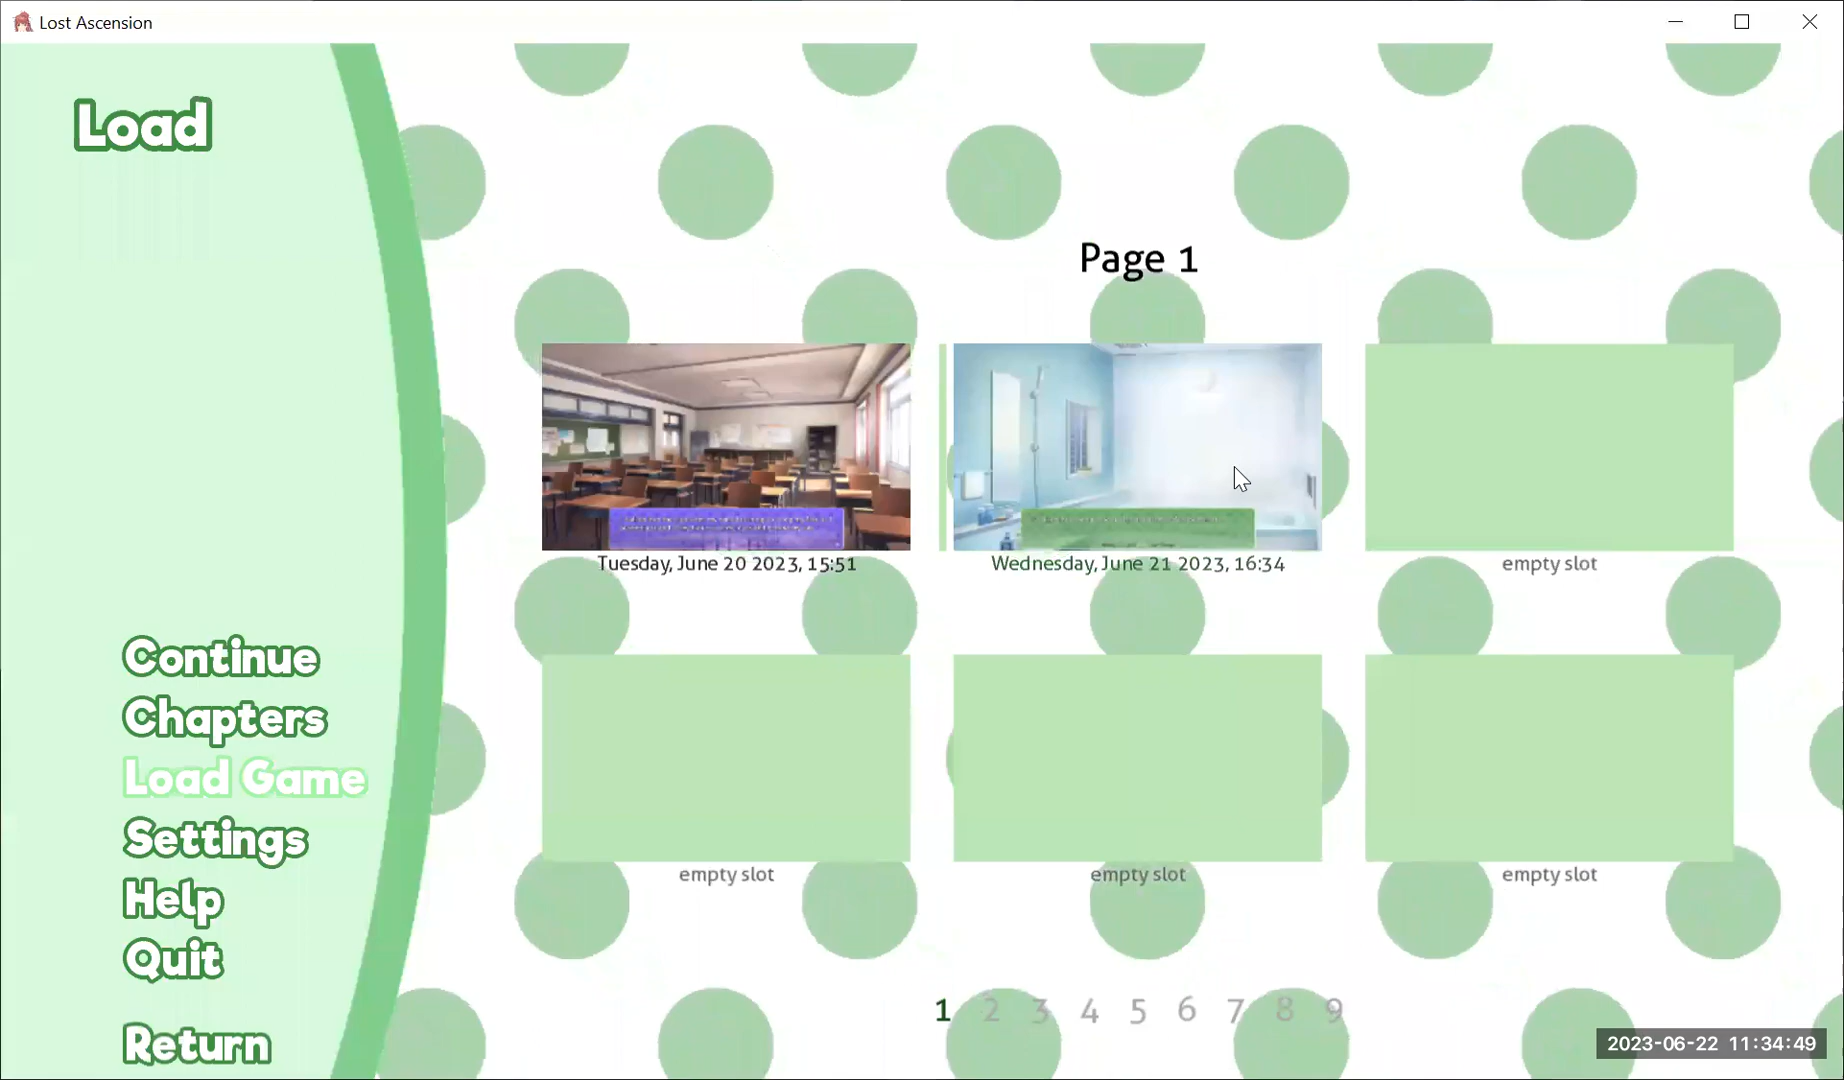 Lost Ascension
Load
Page 1
Tuesday, June 20 2023, 15:51
Wednesday, June 21 2023, 16:34
empty slot
empty slot
empty slot
empty slot
Continue
Chapters
Load Game
Settings
Help
Quit
Return
1 2 3 4 5 6 7 8 9
2023-06-22 11:34:49